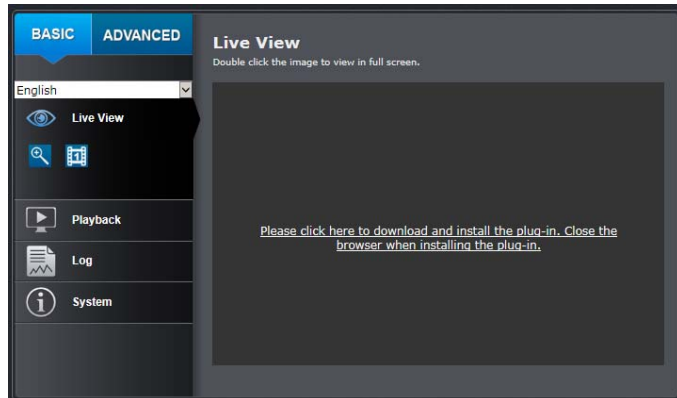 BASIC
ADVANCED
Live View
Double click the image to view in full screen.
English
Live View
1
Playback
Log
System
Please click here to download and install the plug-in. Close the
browser when installing the plug-in.